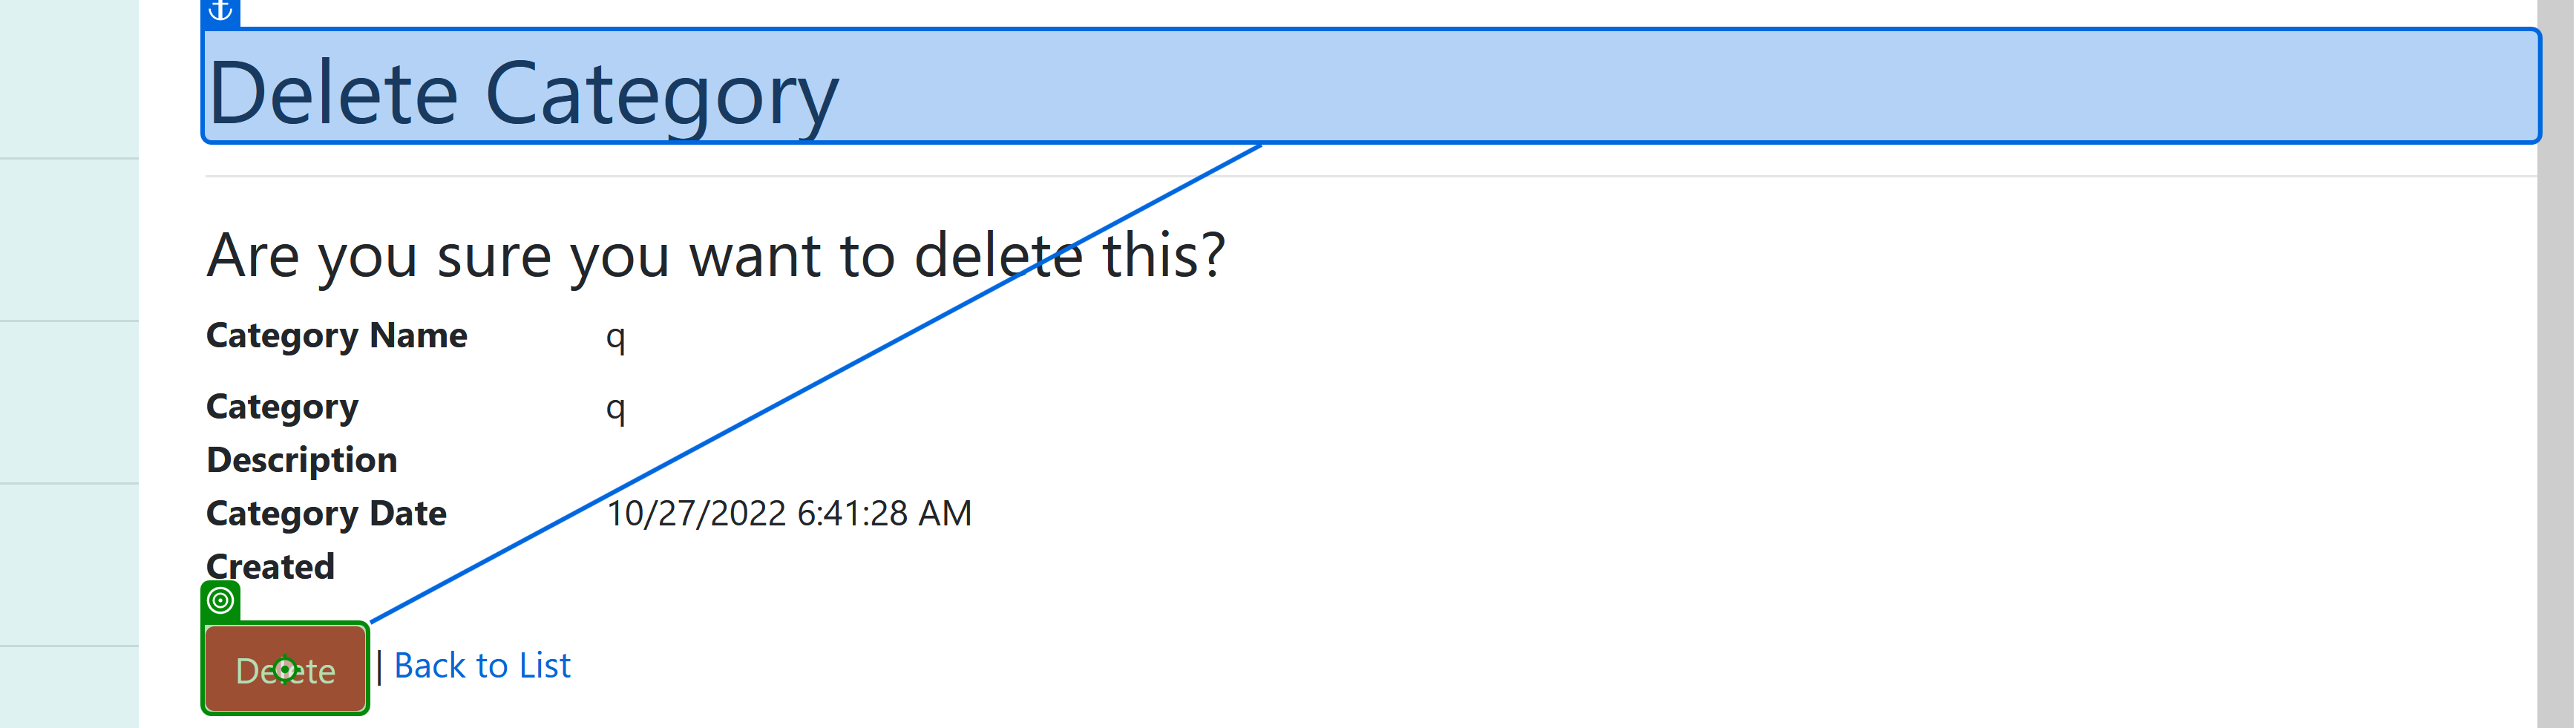 Delete Category
Are you sure you want to delete this?
Category Name q
Category q
Description
Category Date 10/27/2022 6:41:28 AM
Created
Delete | Back to List